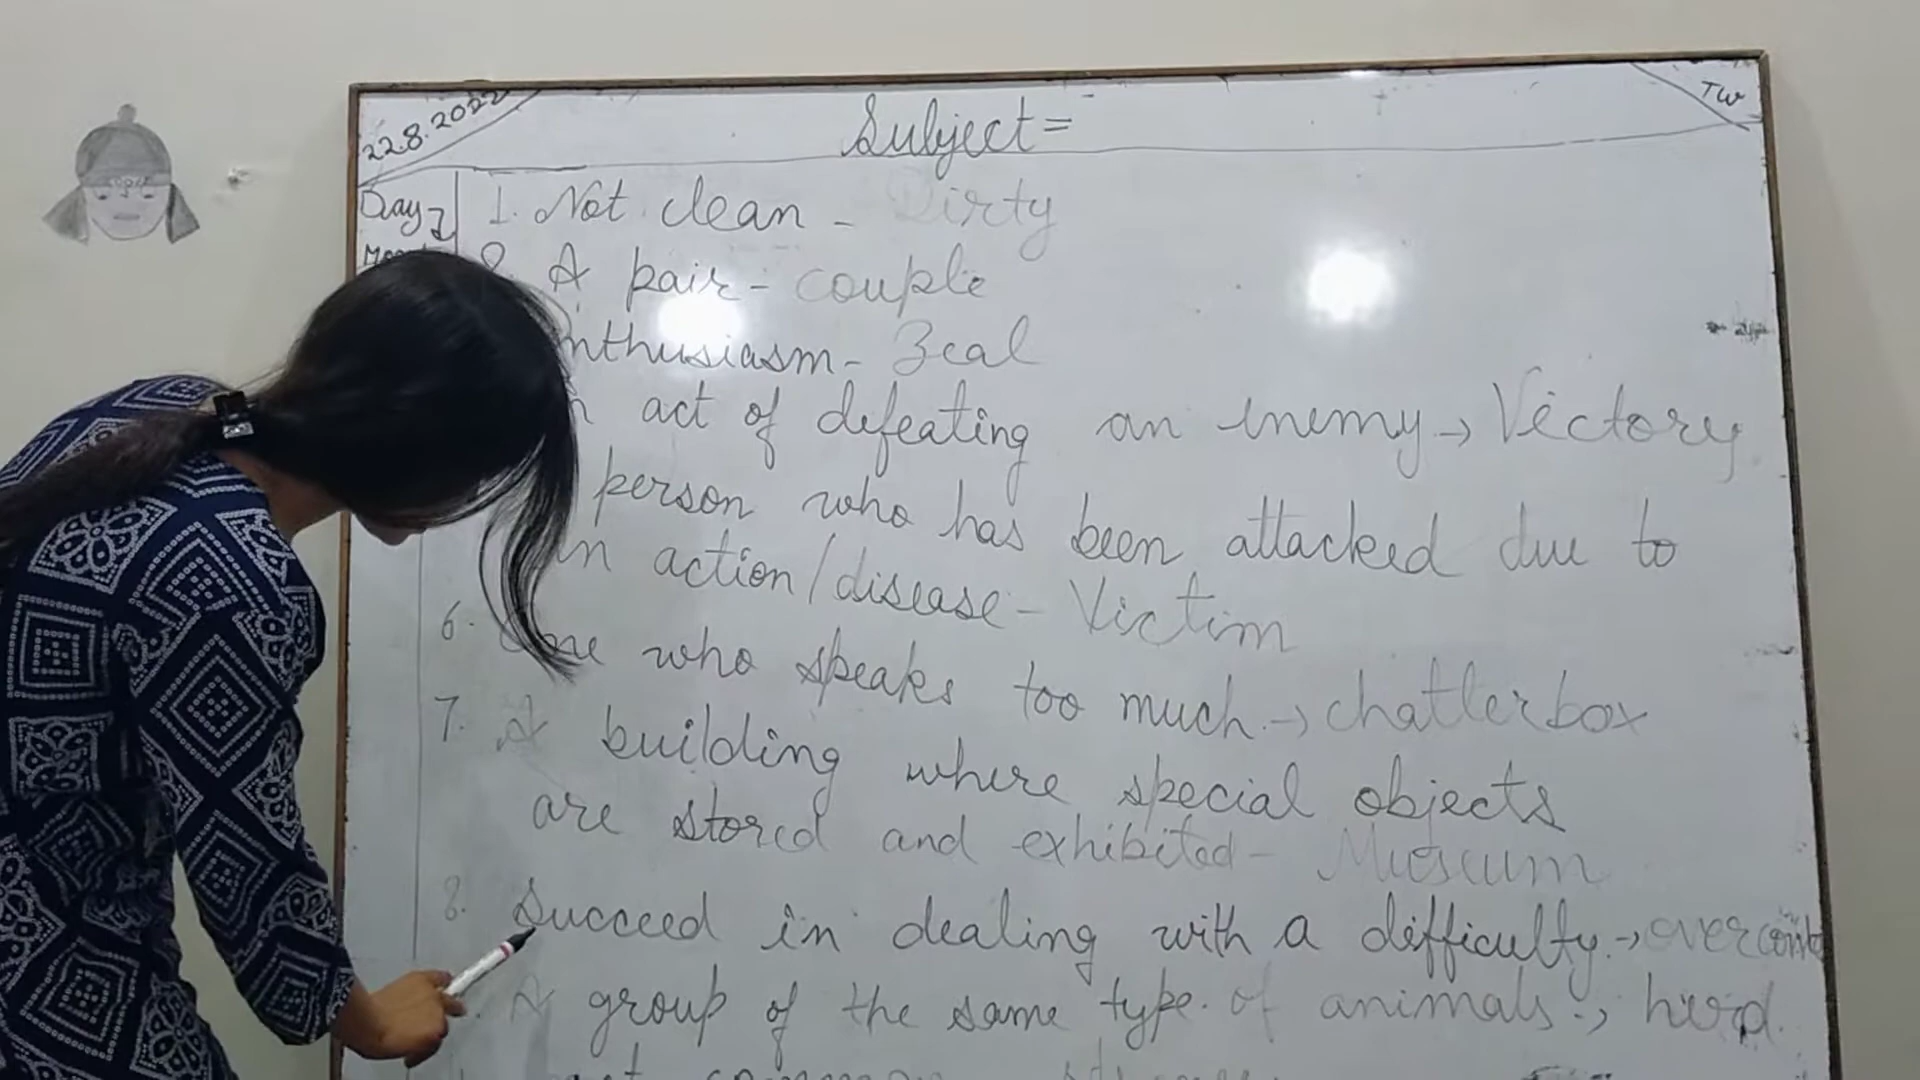 22.8.2022
Subject =
TW
Day
1. Not clean - Dirty
2. A pair - couple
nthusiasm - Zeal
n act of defeating an enemy → Victory
person who has been attacked due to
an action/disease - Victim
6. One who speaks too much. → chatterbox
7. A building where special objects
are stored and exhibited - Museum
8. Succeed in dealing with a difficulty. → overcome
A group of the same type. of animals. → herd.
common